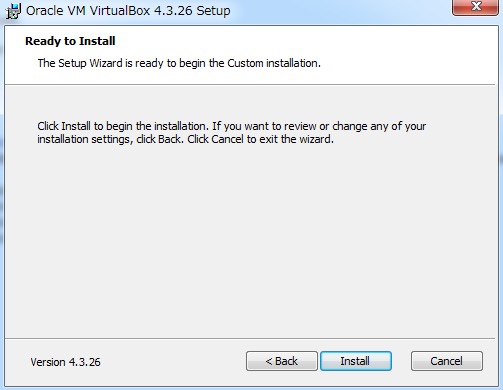 Oracle VM VirtualBox 4.3.26 Setup
Ready to Install
The Setup Wizard is ready to begin the Custom installation.
Click Install to begin the installation. If you want to review or change any of your
installation settings, click Back. Click Cancel to exit the wizard.
Version 4.3.26
< Back
Install
Cancel